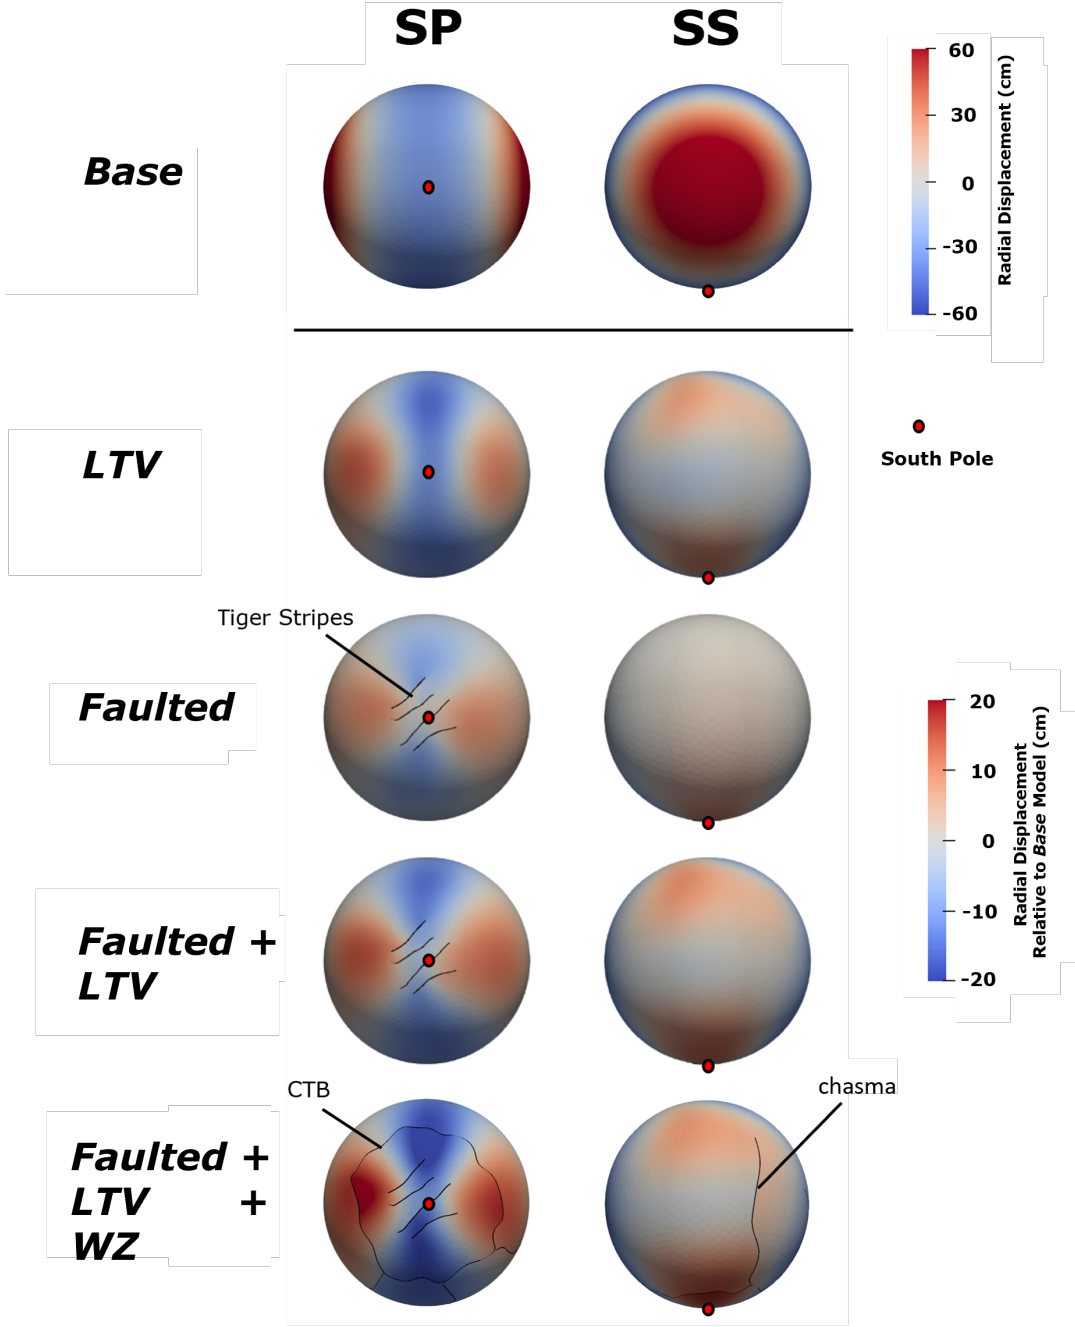 SP
SS
Base
60
30
0
-30
-60
Radial Displacement (cm)
LTV
South Pole
Tiger Stripes
Faulted
20
10
0
-10
-20
Radial Displacement
Relative to Base Model (cm)
Faulted +
LTV
CTB
chasma
Faulted +
LTV +
WZ